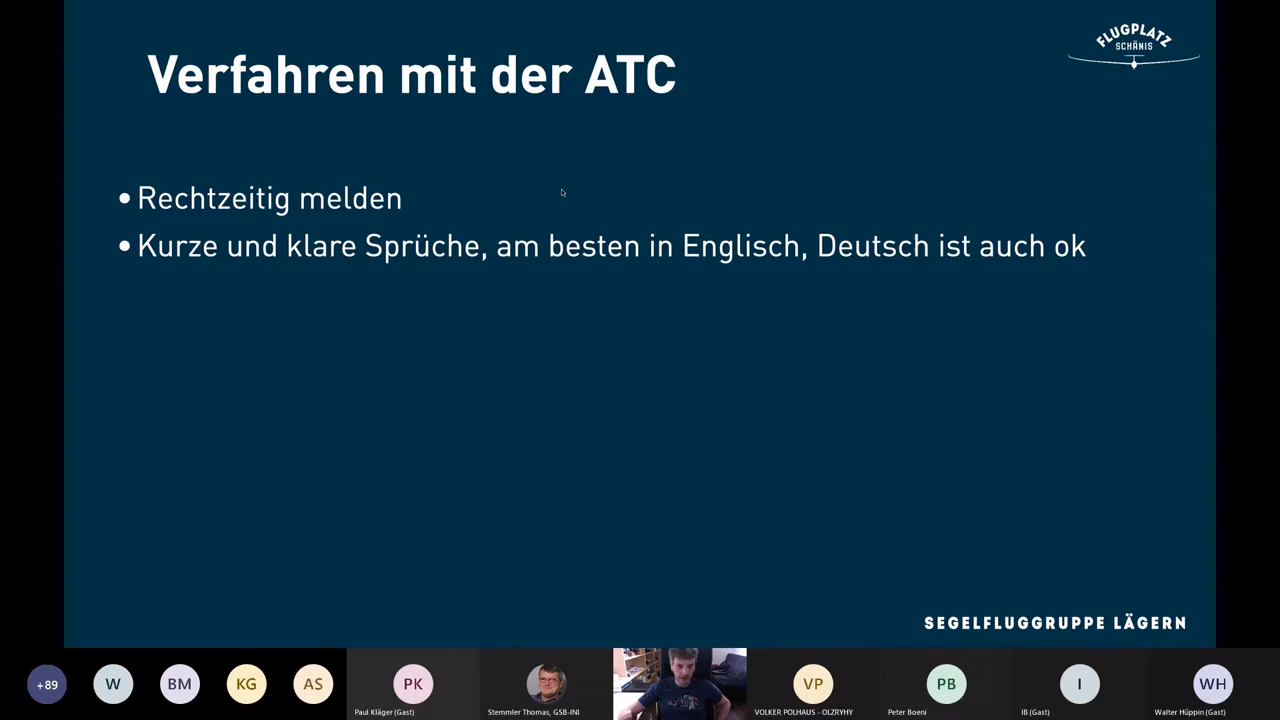 FLUGPLATZ
SCHÄNIS
Verfahren mit der ATC
• Rechtzeitig melden
• Kurze und klare Sprüche, am besten in Englisch, Deutsch ist auch ok
SEGELFLUGGRUPPE LÄGERN
+89
W
BM
KG
AS
PK
VP
PB
I
WH
Paul Kläger (Gast)
Stemmler Thomas, GSB-INI
VOLKER POLHAUS - OLZRYHY
Peter Boeni
IB (Gast)
Walter Hüppin (Gast)